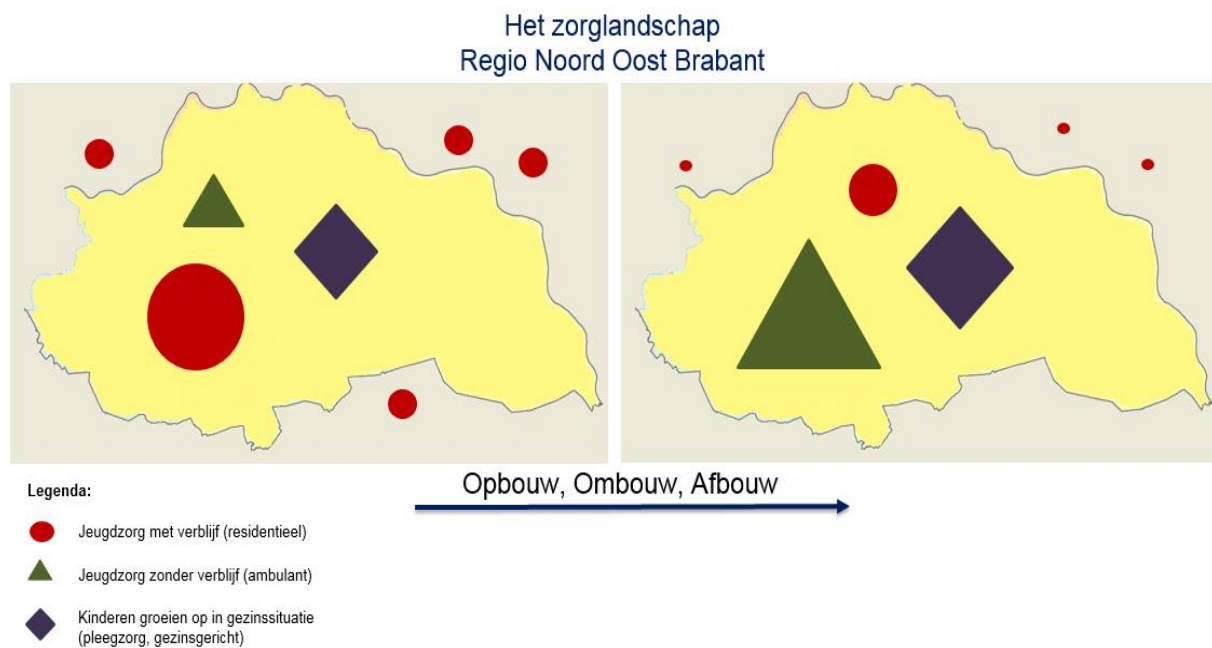 Het zorglandschap
Regio Noord Oost Brabant
Opbouw, Ombouw, Afbouw
Legenda:
Jeugdzorg met verblijf (residentieel)
Jeugdzorg zonder verblijf (ambulant)
Kinderen groeien op in gezinssituatie
(pleegzorg, gezinsgericht)